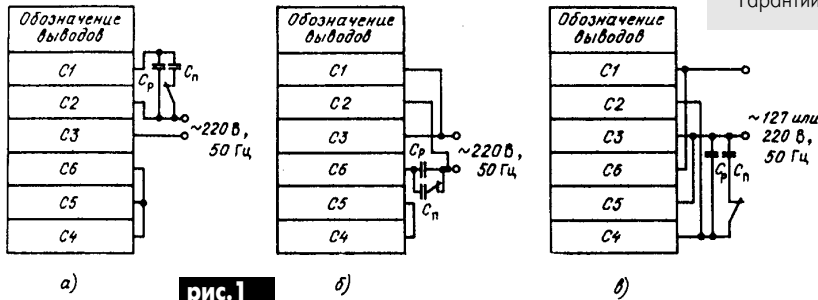 гарантии
Обозначение
выводов
C1
C2
C3
C6
C5
C4
Cр
Cп
~220 В,
50 Гц
а)
рис.1
Обозначение
выводов
C1
C2
C3
C6
C5
C4
Cр
Cп
~220 В,
50 Гц
б)
Обозначение
выводов
C1
C2
C3
C6
C5
C4
Cр
Cп
~127 или
220 В,
50 Гц
в)